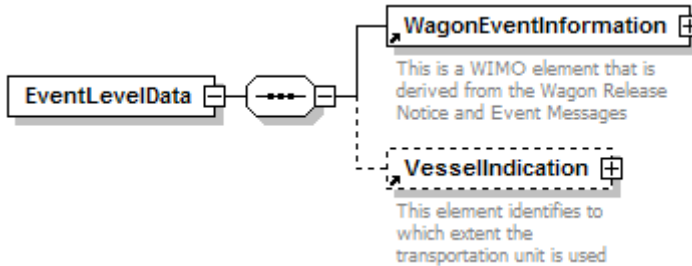 WagonEventInformation
This is a WIMO element that is
derived from the Wagon Release
Notice and Event Messages
EventLevelData
VesselIndication
This element identifies to
which extent the
transportation unit is used